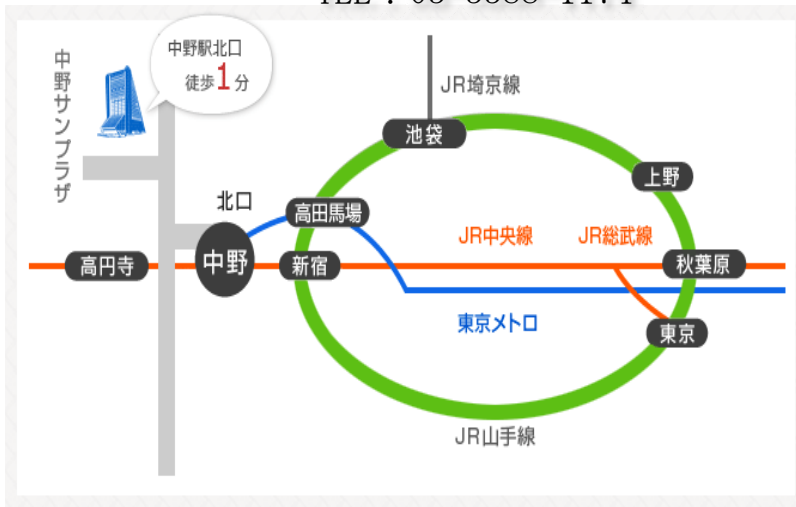 中野サンプラザ
中野駅北口
徒歩1分
JR埼京線
池袋
上野
北口
高田馬場
JR中央線
JR総武線
高円寺
中野
新宿
秋葉原
東京メトロ
東京
JR山手線